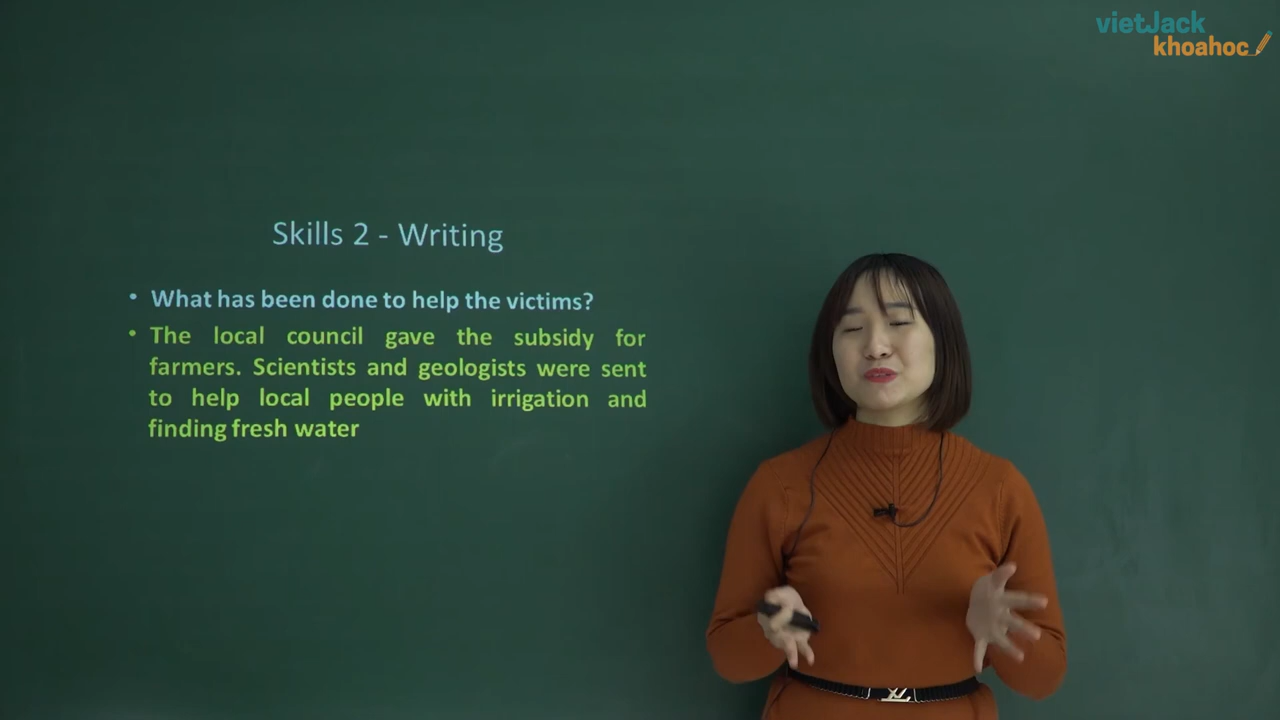 vietJack
khoahoc
Skills 2 - Writing
• What has been done to help the victims?
• The local council gave the subsidy for
farmers. Scientists and geologists were sent
to help local people with irrigation and
finding fresh water